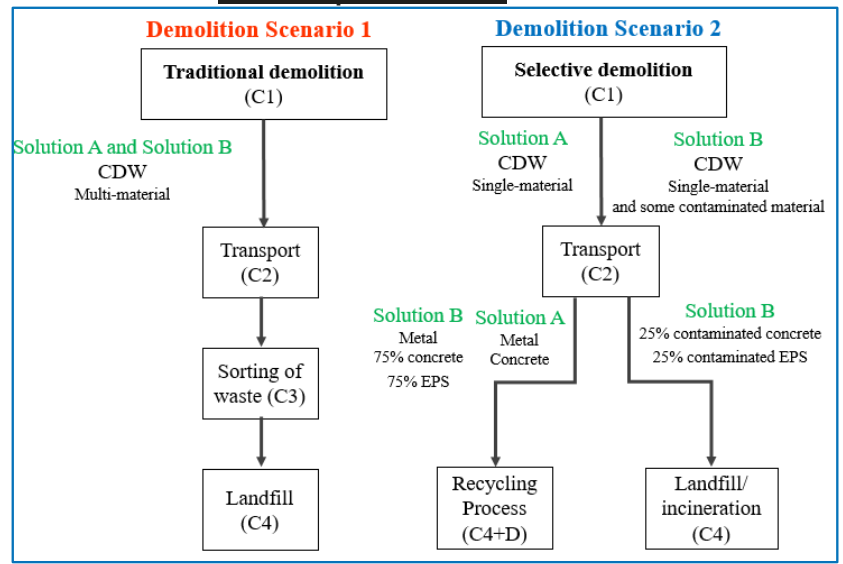 Demolition Scenario 1
Traditional demolition
(C1)
Solution A and Solution B
CDW
Multi-material
Transport
(C2)
Sorting of
waste (C3)
Landfill
(C4)
Demolition Scenario 2
Selective demolition
(C1)
Solution A
CDW
Single-material
Solution B
CDW
Single-material
and some contaminated material
Transport
(C2)
Solution B
Metal
75% concrete
75% EPS
Solution A
Metal
Concrete
Solution B
25% contaminated concrete
25% contaminated EPS
Recycling
Process
(C4+D)
Landfill/
incineration
(C4)